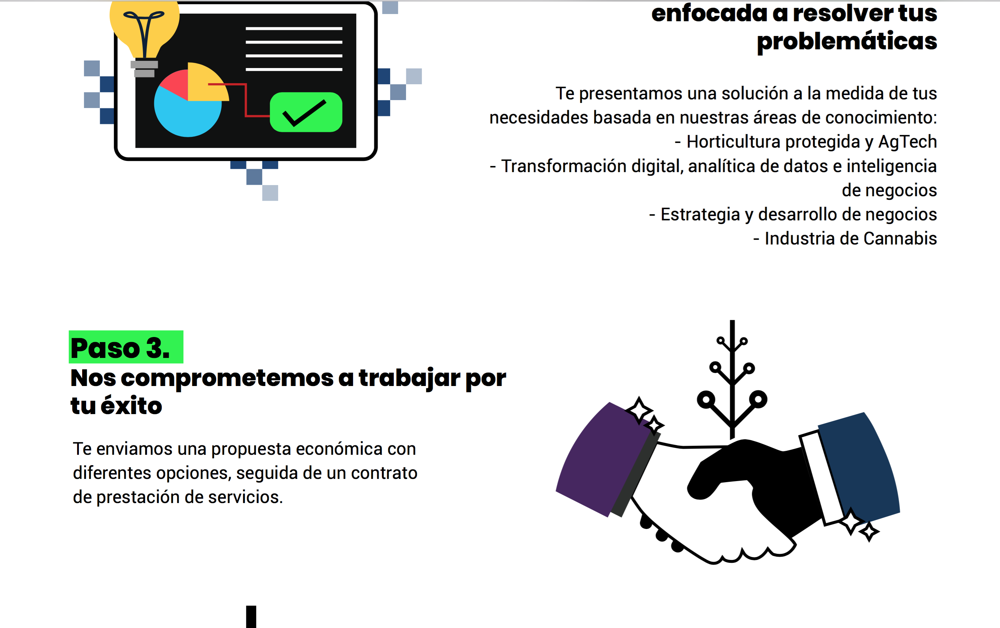 enfocada a resolver tus
problemáticas
Te presentamos una solución a la medida de tus
necesidades basada en nuestras áreas de conocimiento:
- Horticultura protegida y AgTech
- Transformación digital, analítica de datos e inteligencia
de negocios
- Estrategia y desarrollo de negocios
- Industria de Cannabis
Paso 3.
Nos comprometemos a trabajar por
tu éxito
Te enviamos una propuesta económica con
diferentes opciones, seguida de un contrato
de prestación de servicios.